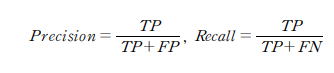 Precision = TP / TP+FP, Recall = TP / TP+FN